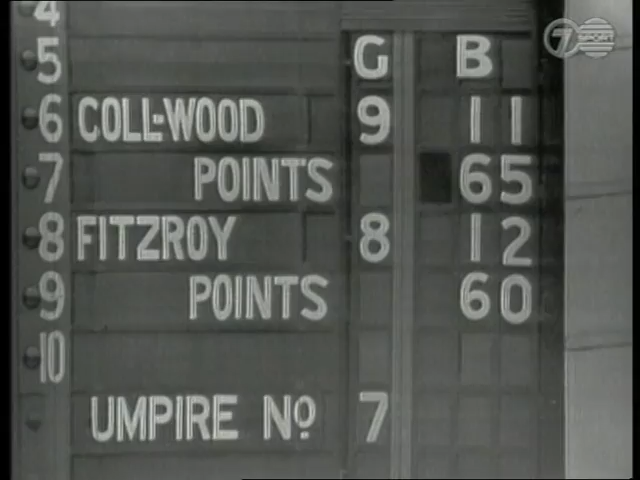 4
7 SPORT
5 G B
6 COLL-WOOD 9 11
7 POINTS 65
8 FITZROY 8 12
9 POINTS 60
10
UMPIRE NO 7